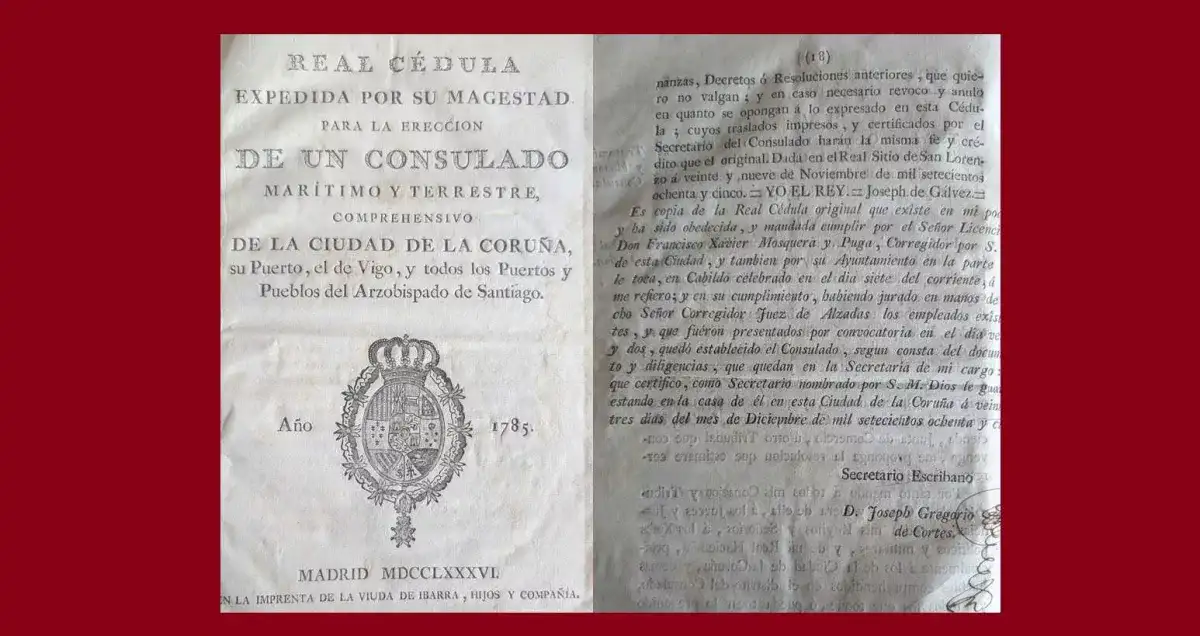 REAL CÉDULA
EXPEDIDA POR SU MAGESTAD
PARA LA ERECCION
DE UN CONSULADO
MARÍTIMO Y TERRESTRE,
COMPREHENSIVO
DE LA CIUDAD DE LA CORUÑA,
su Puerto, el de Vigo, y todos los Puertos y
Pueblos del Arzobispado de Santiago.
Año 1785.
MADRID MDCCLXXXVI.
EN LA IMPRENTA DE LA VIUDA DE IBARRA, HIJOS Y COMPAÑIA.
(18)
nanzas, Decretos ó Resoluciones anteriores, que quie-
ro no valgan; y en caso necesario revoco y anulo
en quanto se opongan á lo expresado en esta Cédu-
la; cuyos traslados impresos, y certificados por el
Secretario del Consulado harán la misma fe y cré-
dito que el original. Dada en el Real Sitio de San Loren-
zo á veinte y nueve de Noviembre de mil setecientos
ochenta y cinco. = YO EL REY. = Joseph de Galvez. =
Es copia de la Real Cédula original que existe en mi po
y ha sido obedecida, y mandada cumplir por el Señor Licenci
Don Francisco Xavier Mosquera y Puga, Corregidor por S.
de esta Ciudad, y tambien por su Ayuntamiento en la parte
le toca, en Cabildo celebrado en el dia siete del corriente, á
me refiero; y en su cumplimiento, habiendo jurado en manos de
cho Señor Corregidor Juez de Alzadas los empleados exis
tes, y que fuéron presentados por convocatoria en el dia ve
y dos, quedó establecido el Consulado, segun consta del docum
to y diligencias, que quedan en la Secretaría de mi cargo:
que certifico, como Secretario nombrado por S. M. Dios le gua
estando en la casa de él en esta Ciudad de la Coruña á vein
tres dias del mes de Diciembre de mil setecientos ochenta y c
Secretario Escribano
D. Joseph Gregorio
de Cortes.